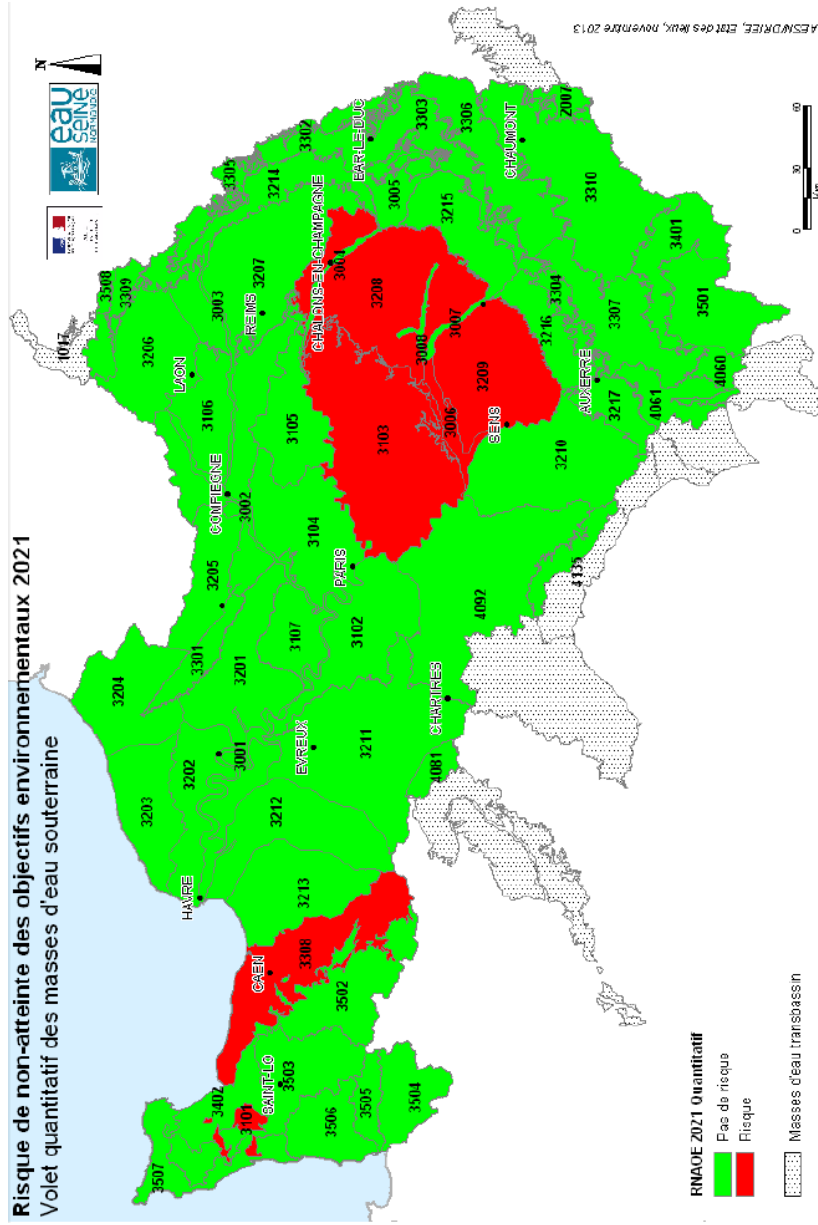 Risque de non-atteinte des objectifs environnementaux 2021
Volet quantitatif des masses d'eau souterraine
eau
SEINE
NORMANDIE
N
1017
3508
3309
3206
3003
3305
3204
LAON
3207
3214
3302
3106
REIMS
COMPIEGNE
3002
3205
3301
3201
3203
3202
3001
HAVRE
3105
CHALONS-EN-CHAMPAGNE
3004
BAR-LE-DUC
3303
3005
3306
3215
3208
3104
3103
3107
PARIS
3102
EVREUX
3211
3212
3213
3008
3007
3006
3209
SENS
3216
3304
CHAUMONT
2007
3310
3307
AUXERRE
3217
3210
3401
3501
4061
4060
4092
4135
CHARTRES
4081
CAEN
3308
3502
3507
3402
3101
SAINT-LO
3503
3506
3505
3504
RNAOE 2021 Quantitatif
Pas de risque
Risque
Masses d'eau transbassin
0 30 60
Km
AESN/DRIEE, Etat des lieux, novembre 2013